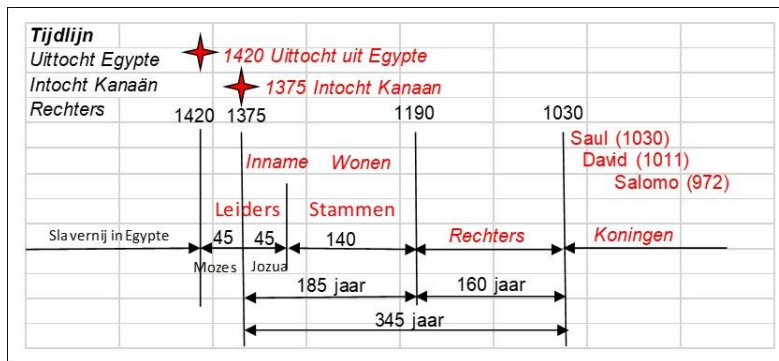 Tijdlijn
Uittocht Egypte
1420 Uittocht uit Egypte
Intocht Kanaän
1375 Intocht Kanaan
Rechters
1420 1375 1190 1030
Saul (1030)
Inname Wonen David (1011)
Salomo (972)
Leiders Stammen
Slavernij in Egypte 45 45 140 Rechters Koningen
Mozes Jozua
185 jaar 160 jaar
345 jaar